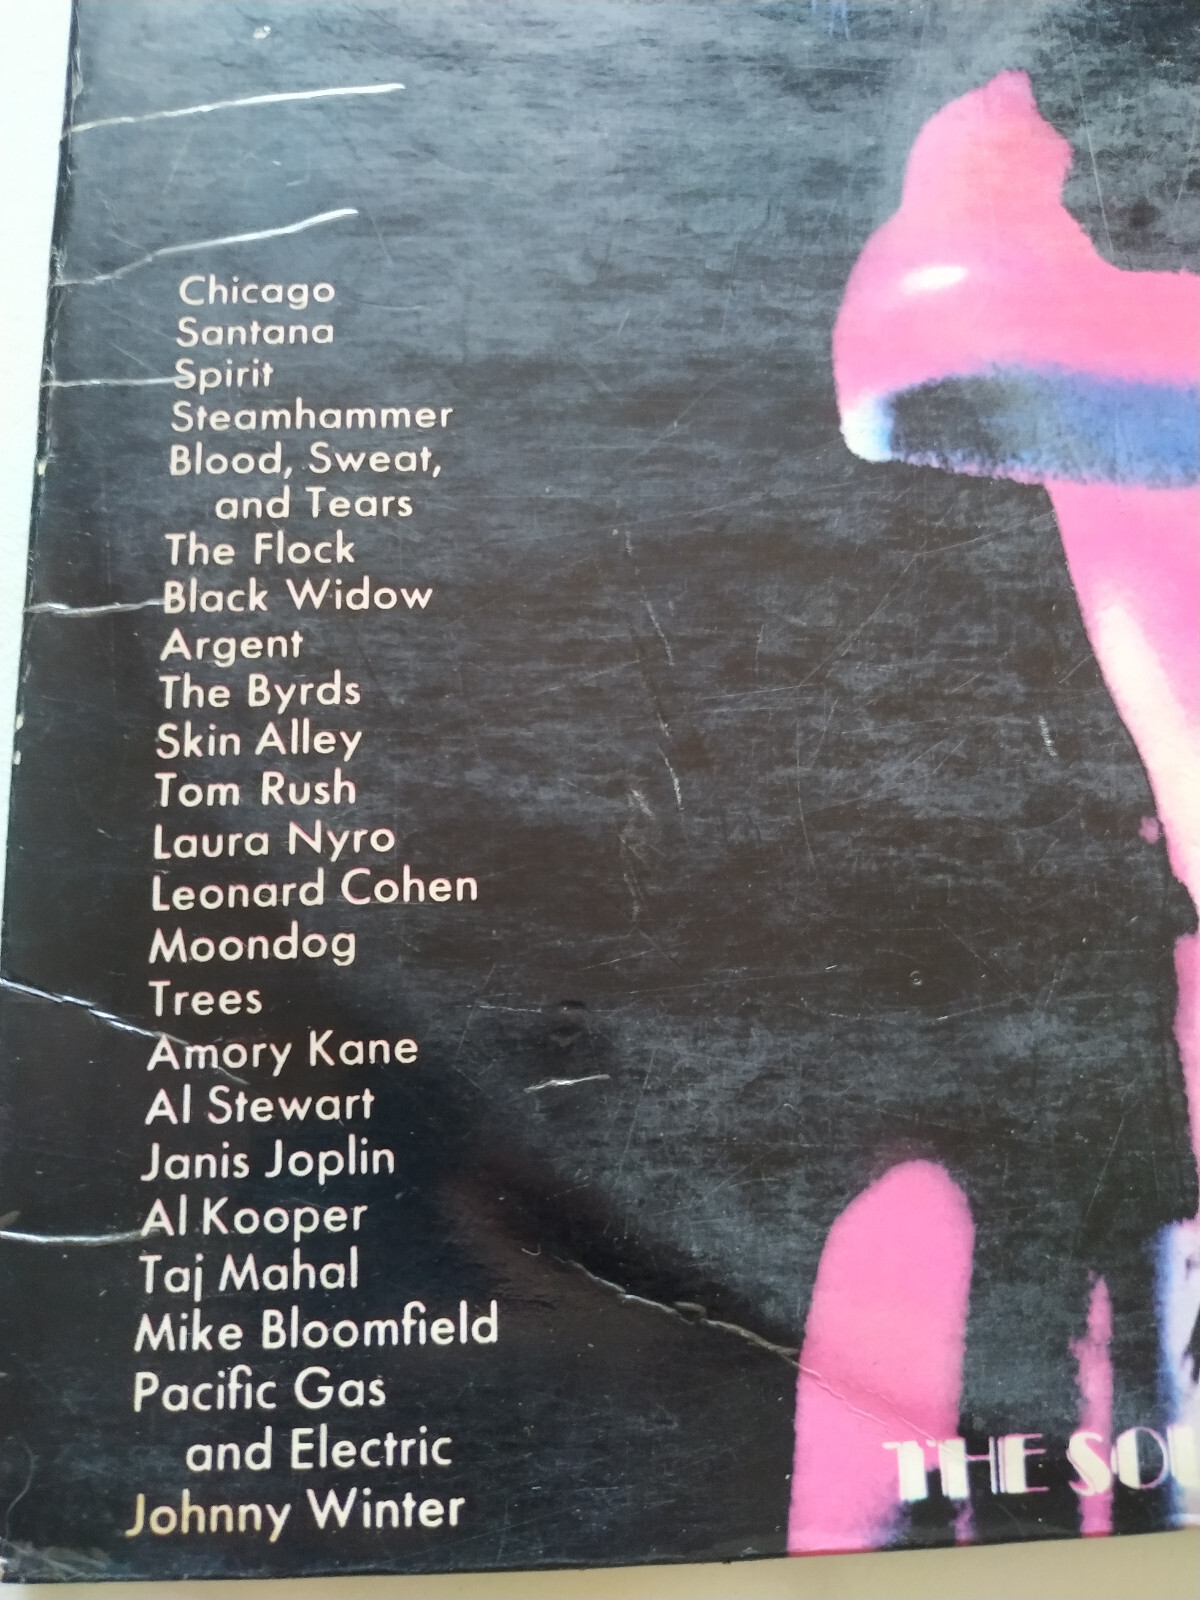 Chicago
Santana
Spirit
Steamhammer
Blood, Sweat,
and Tears
The Flock
Black Widow
Argent
The Byrds
Skin Alley
Tom Rush
Laura Nyro
Leonard Cohen
Moondog
Trees
Amory Kane
Al Stewart
Janis Joplin
Al Kooper
Taj Mahal
Mike Bloomfield
Pacific Gas
and Electric
Johnny Winter
THE